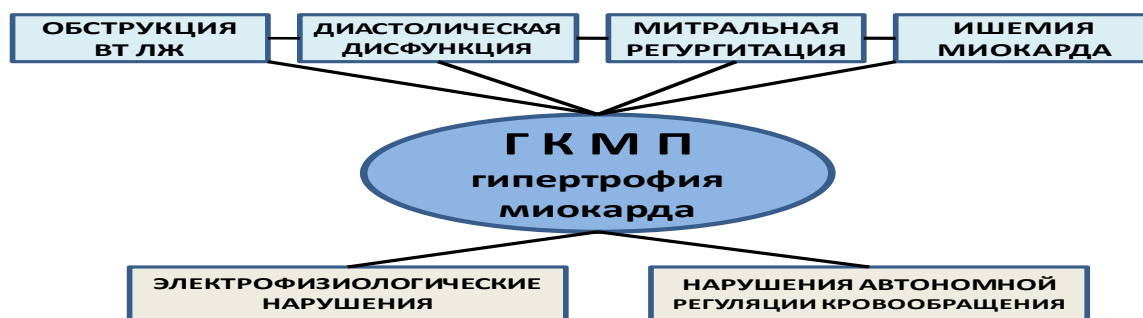 ОБСТРУКЦИЯ
ВТ ЛЖ
ДИАСТОЛИЧЕСКАЯ
ДИСФУНКЦИЯ
МИТРАЛЬНАЯ
РЕГУРГИТАЦИЯ
ИШЕМИЯ
МИОКАРДА
Г К М П
гипертрофия
миокарда
ЭЛЕКТРОФИЗИОЛОГИЧЕСКИЕ
НАРУШЕНИЯ
НАРУШЕНИЯ АВТОНОМНОЙ
РЕГУЛЯЦИИ КРОВООБРАЩЕНИЯ